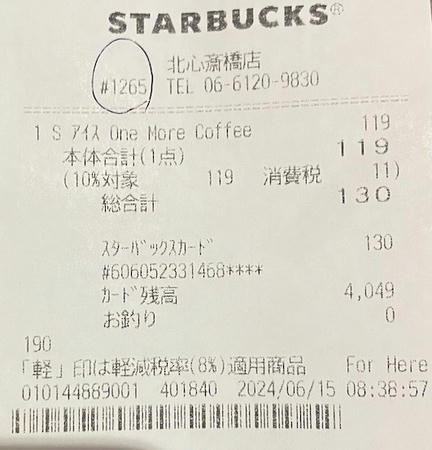 STARBUCKS®
北心斎橋店
#1265 TEL 06-6120-9830
1 S ｱｲｽ One More Coffee 119
本体合計(1点) 119
(10%対象 119 消費税 11)
総合計 130
ｽﾀｰﾊﾞｯｸｽｶｰﾄﾞ 130
#606052331468****
ｶｰﾄﾞ残高 4,049
お釣り 0
190
「軽」印は軽減税率(8%)適用商品 For Here
010144889001 401840 2024/06/15 08:38:57